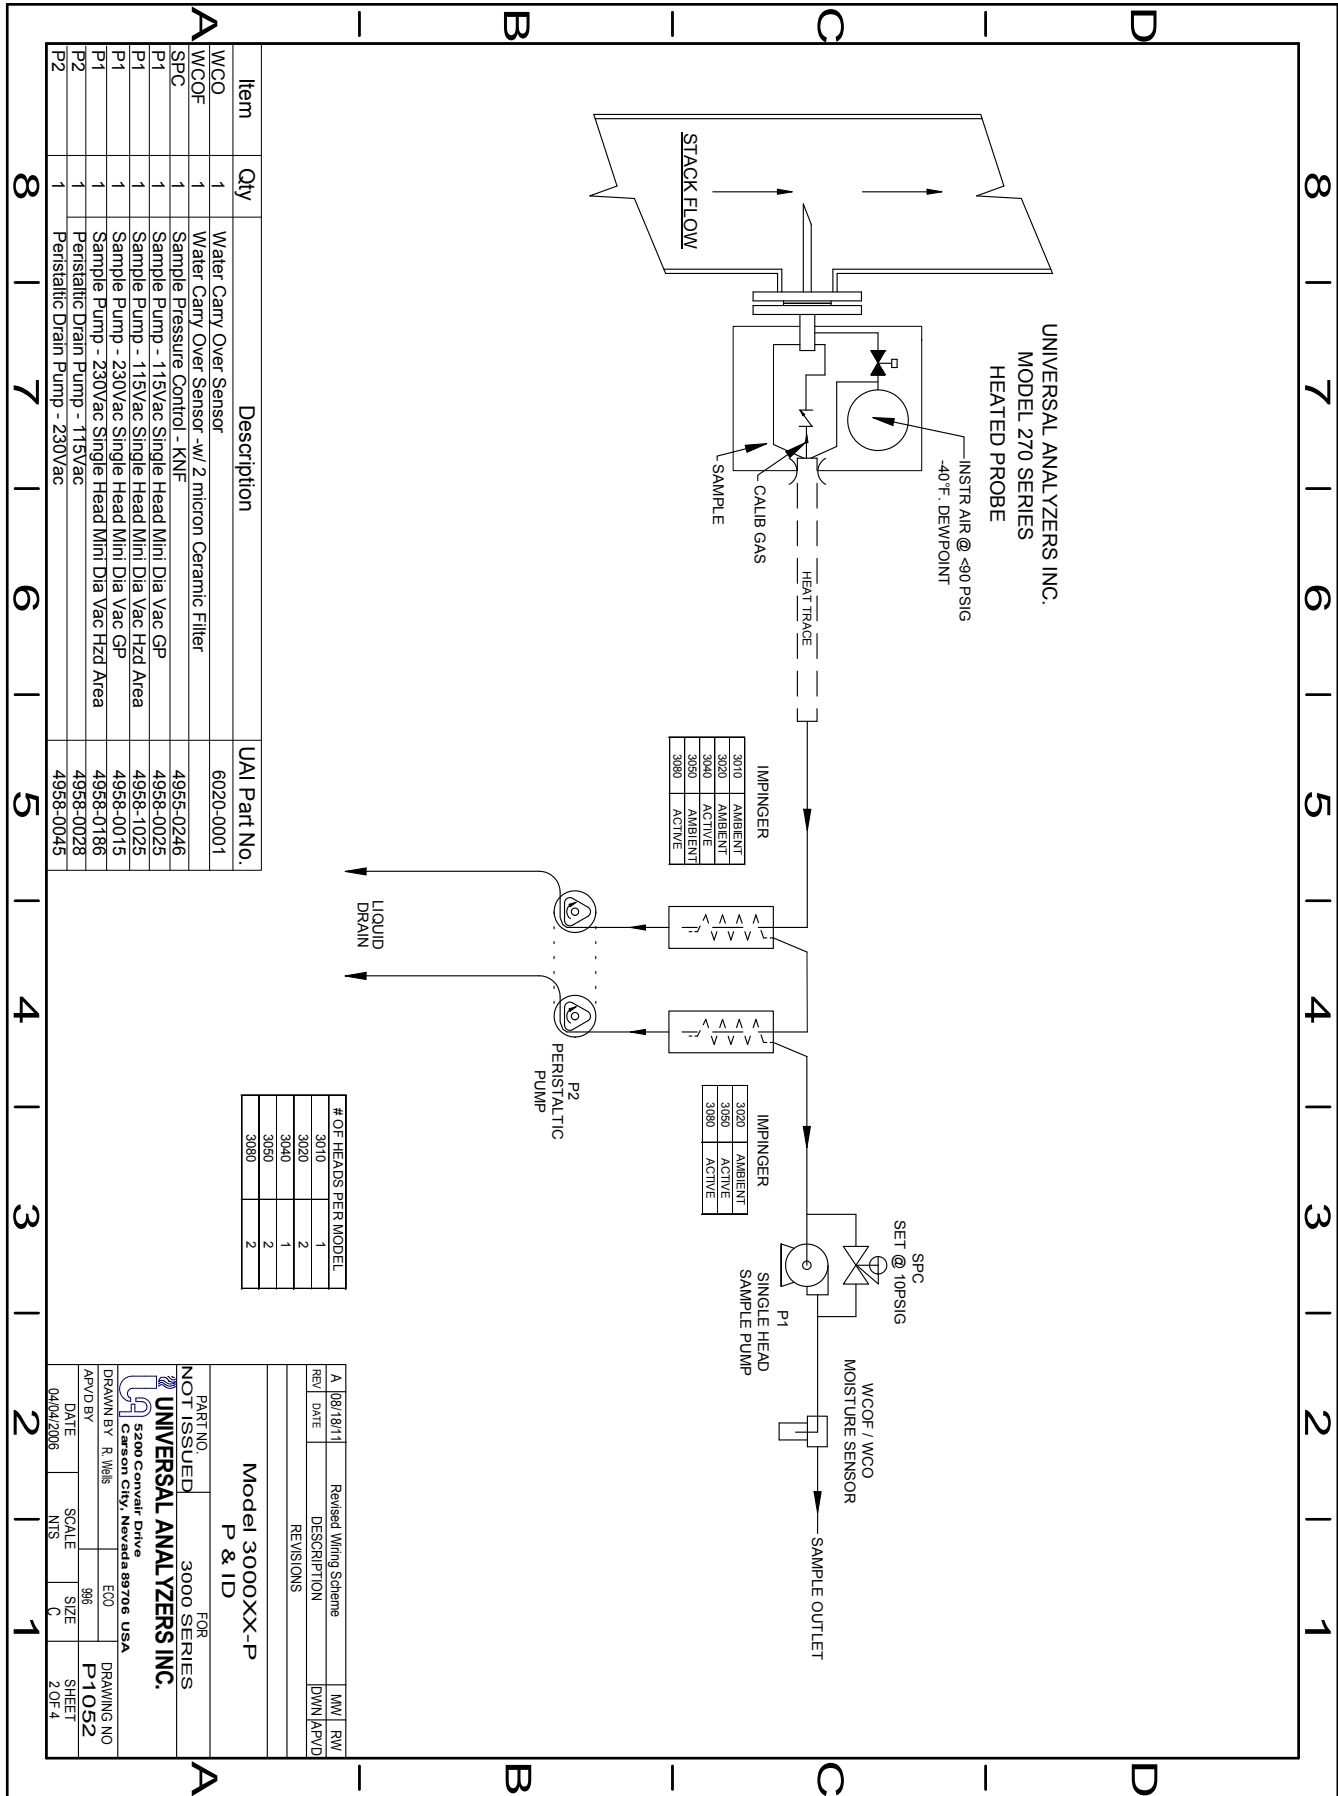 D
C
B
A
8
7
6
5
4
3
2
1
UNIVERSAL ANALYZERS INC.
MODEL 270 SERIES
HEATED PROBE
INSTR AIR @ <90 PSIG
-40°F. DEWPOINT
STACK FLOW
CALIB GAS
SAMPLE
HEAT TRACE
IMPINGER
3010 AMBIENT
3020 AMBIENT
3040 ACTIVE
3050 AMBIENT
3080 ACTIVE
IMPINGER
3020 AMBIENT
3050 ACTIVE
3080 ACTIVE
SPC
SET @ 10PSIG
P1
SINGLE HEAD
SAMPLE PUMP
WCOF / WCO
MOISTURE SENSOR
SAMPLE OUTLET
P2
PERISTALTIC
PUMP
LIQUID
DRAIN
# OF HEADS PER MODEL
3010 1
3020 2
3040 1
3050 2
3080 2
Item Qty Description UAI Part No.
WCO 1 Water Carry Over Sensor 6020-0001
WCOF 1 Water Carry Over Sensor -w/ 2 micron Ceramic Filter
SPC 1 Sample Pressure Control - KNF 4955-0246
P1 1 Sample Pump - 115Vac Single Head Mini Dia Vac GP 4958-0025
P1 1 Sample Pump - 115Vac Single Head Mini Dia Vac Hzd Area 4958-1025
P1 1 Sample Pump - 230Vac Single Head Mini Dia Vac GP 4958-0015
P1 1 Sample Pump - 230Vac Single Head Mini Dia Vac Hzd Area 4958-0186
P2 1 Peristaltic Drain Pump - 115Vac 4958-0028
P2 1 Peristaltic Drain Pump - 230Vac 4958-0045
A 08/18/11 Revised Wiring Scheme MW RW
REV DATE DESCRIPTION DWN APVD
REVISIONS
Model 3000XX-P
P & ID
PART NO. FOR
NOT ISSUED 3000 SERIES
UNIVERSAL ANALYZERS INC.
5200 Convair Drive
Carson City, Nevada 89706 USA
DRAWN BY R. Wells ECO DRAWING NO
APVD BY 996 P1052
DATE SCALE SIZE SHEET
04/04/2006 NTS C 2 OF 4
8
7
6
5
4
3
2
1
D
C
B
A